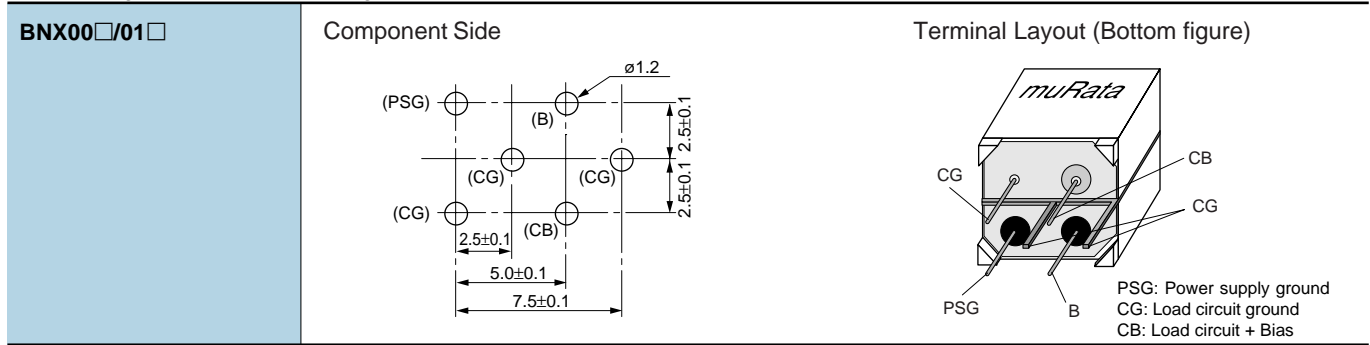 BNX00□/01□
Component Side
ø1.2
(PSG)
(B)
2.5±0.1
(CG)
(CG)
2.5±0.1
(CG)
(CB)
2.5±0.1
5.0±0.1
7.5±0.1
Terminal Layout (Bottom figure)
muRata
CG
CB
CG
PSG
B
PSG: Power supply ground
CG: Load circuit ground
CB: Load circuit + Bias